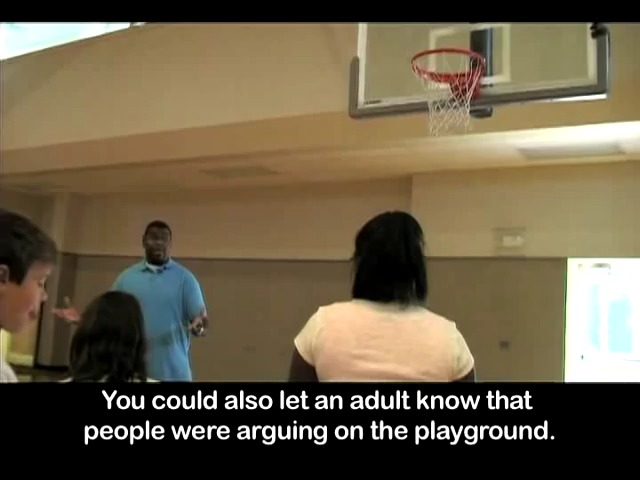 You could also let an adult know that
people were arguing on the playground.